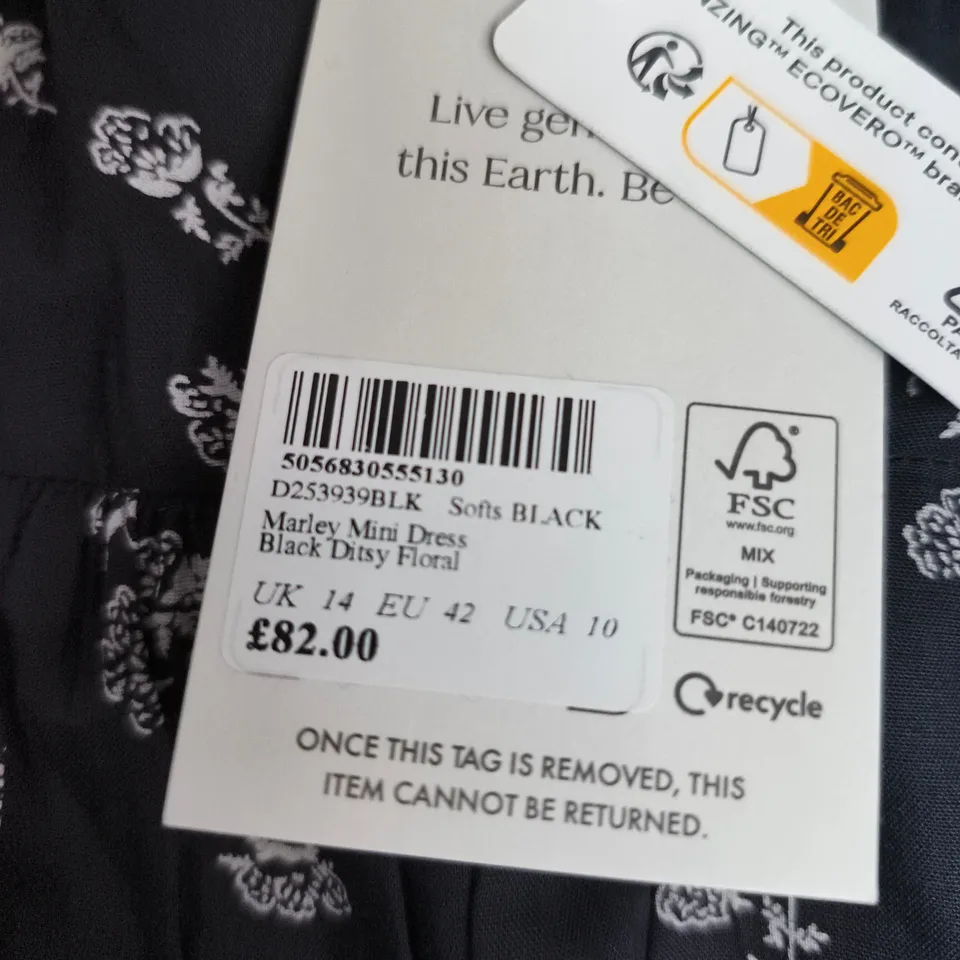 Live gen
this Earth. Be
This product con
NZING™ ECOVERO™ bra
BAC
DE
TRI
PA
RACCOLTA
5056830555130
D253939BLK Softs BLACK
Marley Mini Dress
Black Ditsy Floral
UK 14 EU 42 USA 10
£82.00
FSC®
www.fsc.org
MIX
Packaging | Supporting
responsible forestry
FSC® C140722
recycle
ONCE THIS TAG IS REMOVED, THIS
ITEM CANNOT BE RETURNED.